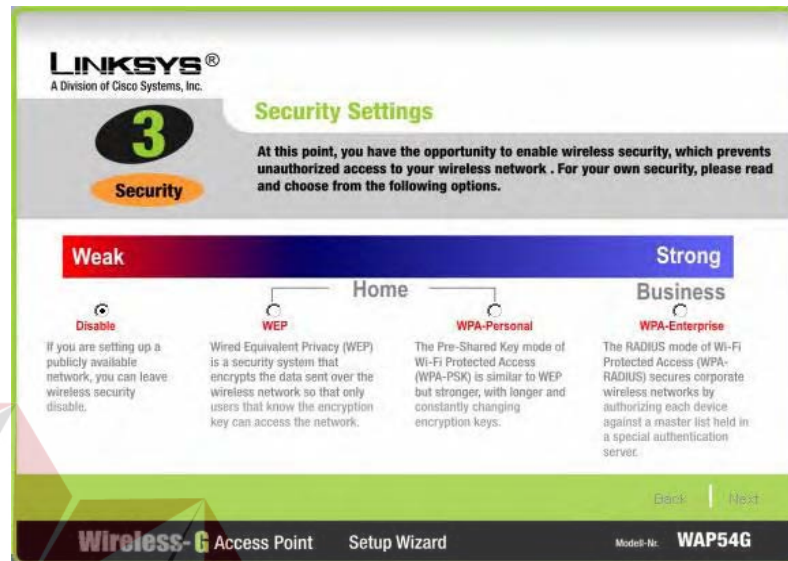 LINKSYS®
A Division of Cisco Systems, Inc.
3
Security
Security Settings
At this point, you have the opportunity to enable wireless security, which prevents
unauthorized access to your wireless network . For your own security, please read
and choose from the following options.
Weak
Strong
Home
Business
Disable
If you are setting up a
publicly available
network, you can leave
wireless security
disable.
WEP
Wired Equivalent Privacy (WEP)
is a security system that
encrypts the data sent over the
wireless network so that only
users that know the encryption
key can access the network.
WPA-Personal
The Pre-Shared Key mode of
Wi-Fi Protected Access
(WPA-PSK) is similar to WEP
but stronger, with longer and
constantly changing
encryption keys.
WPA-Enterprise
The RADIUS mode of Wi-Fi
Protected Access (WPA-
RADIUS) secures corporate
wireless networks by
authorizing each device
against a master list held in
a special authentication
server.
Back
Next
Wireless-G Access Point
Setup Wizard
Modell-Nr.
WAP54G